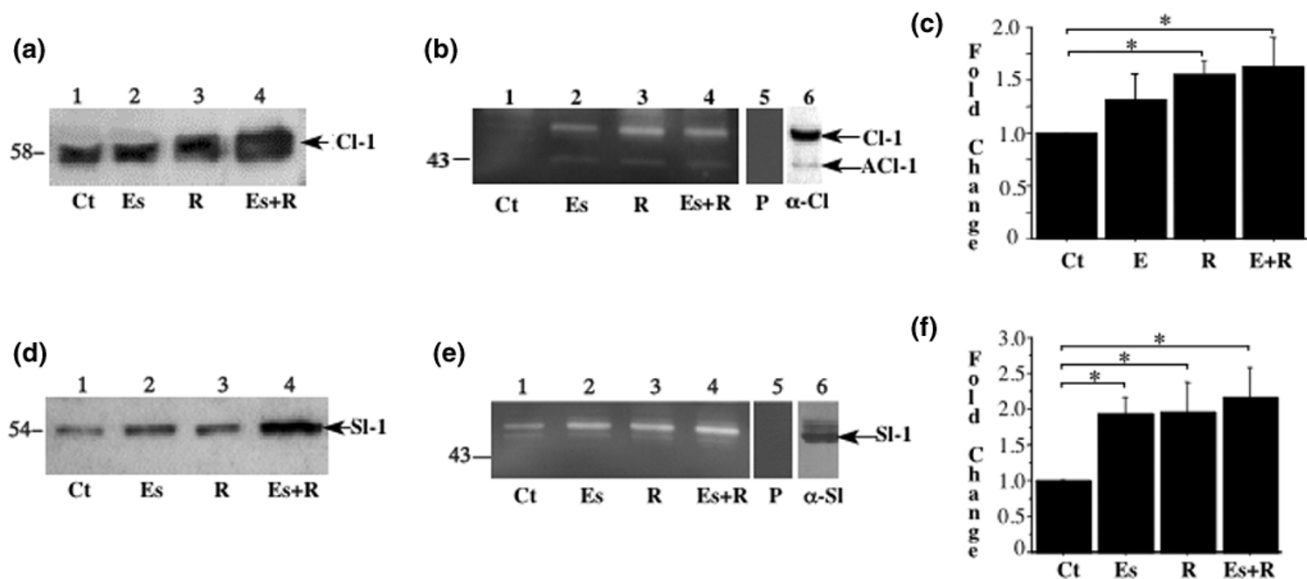 (a)
1 2 3 4
58–
Cl-1
Ct Es R Es+R
(b)
1 2 3 4 5 6
43
Cl-1
ACl-1
Ct Es R Es+R P α-Cl
(c)
Fold Change
2.0
1.5
1.0
0.5
0
* *
Ct E R E+R
(d)
1 2 3 4
54–
Sl-1
Ct Es R Es+R
(e)
1 2 3 4 5 6
43
Sl-1
Ct Es R Es+R P α-Sl
(f)
Fold Change
3.0
2.5
2.0
1.5
1.0
0.5
0
* * *
Ct Es R Es+R